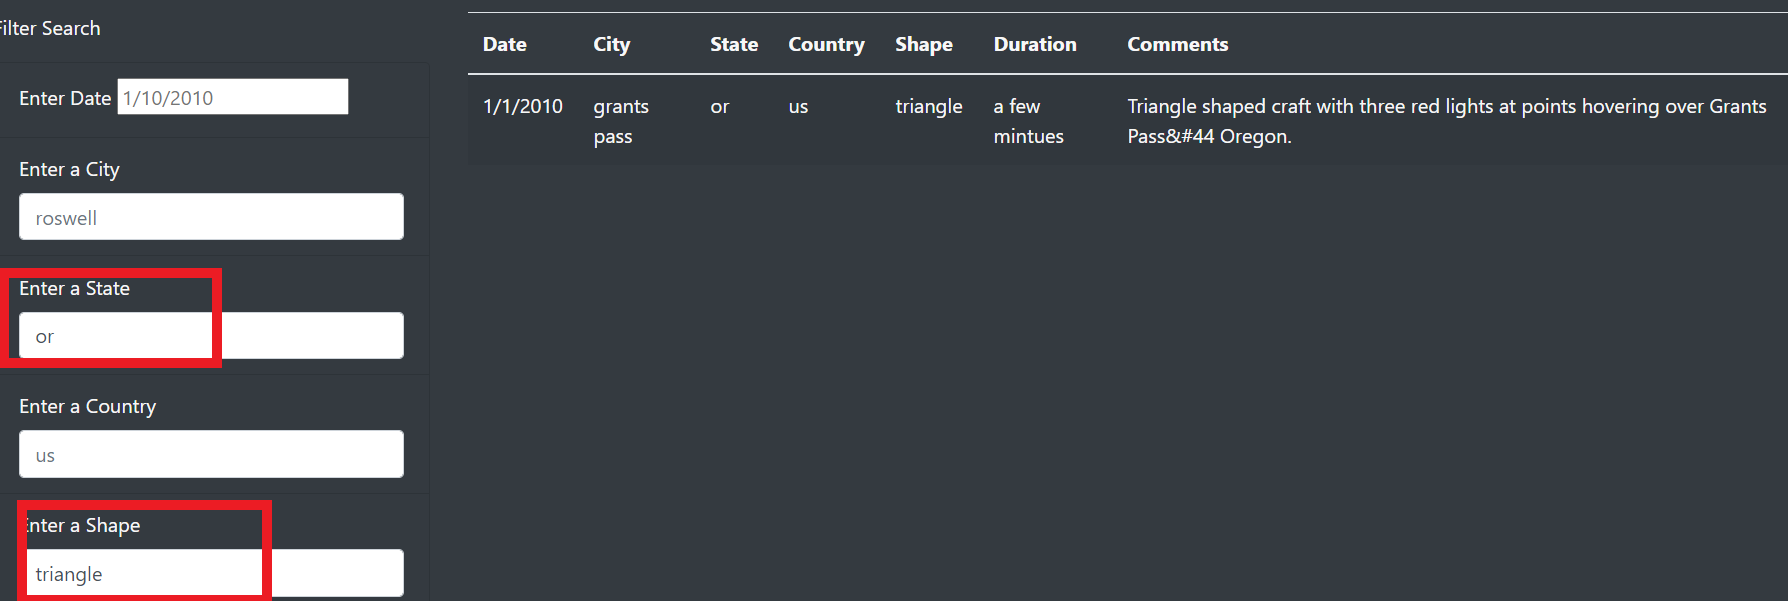 Filter Search
Enter Date 1/10/2010
Enter a City
roswell
Enter a State
or
Enter a Country
us
Enter a Shape
triangle
Date City State Country Shape Duration Comments
1/1/2010 grants or us triangle a few Triangle shaped craft with three red lights at points hovering over Grants
pass mintues Pass&#44 Oregon.